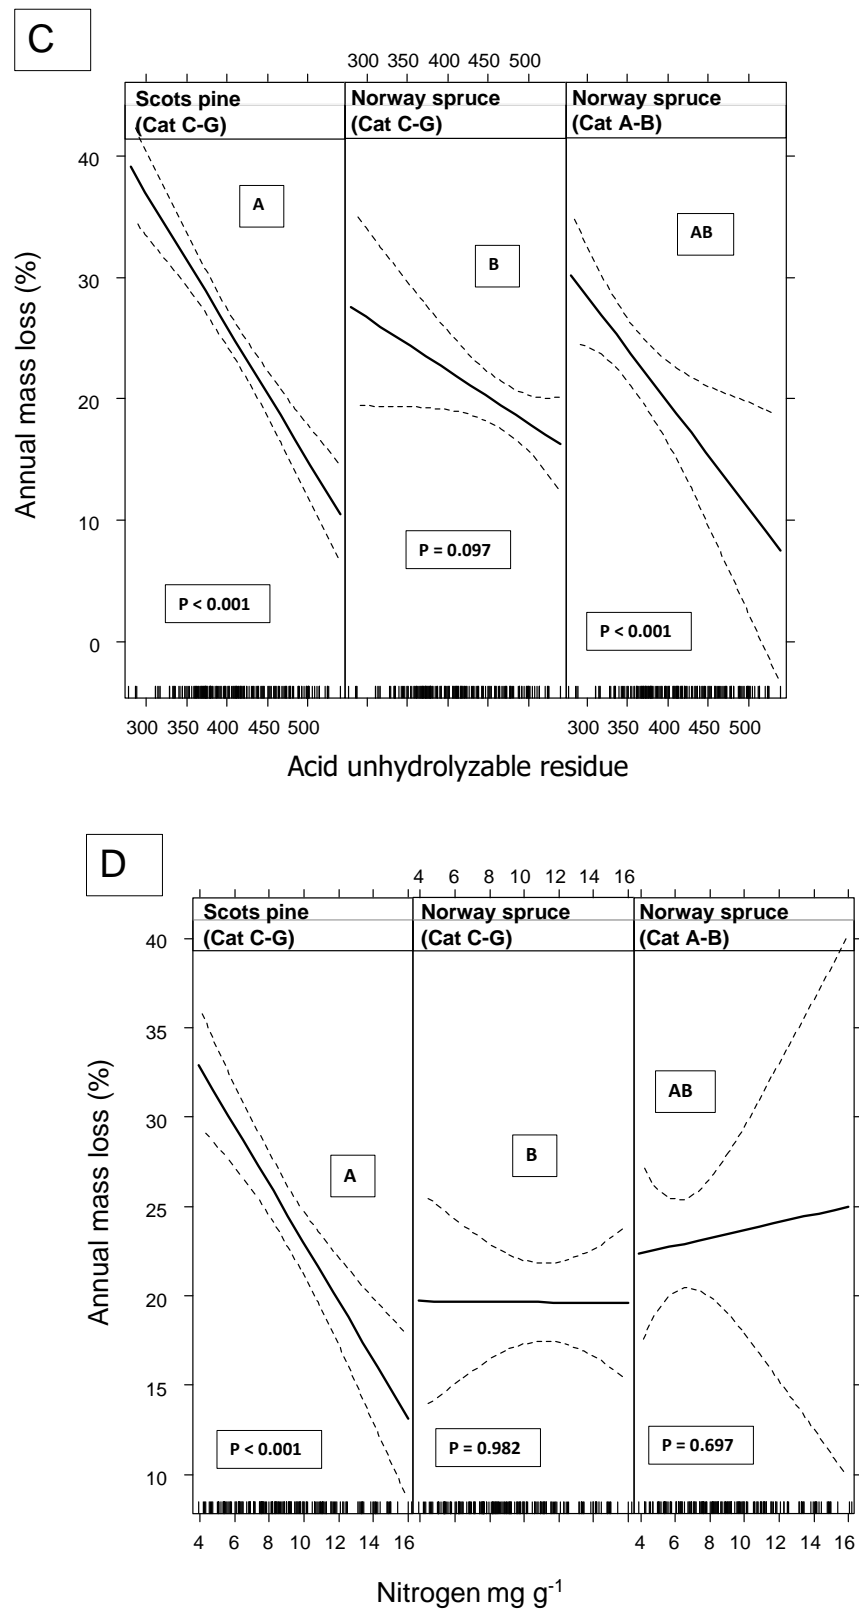 C
300 350 400 450 500
Scots pine
(Cat C-G)
Norway spruce
(Cat C-G)
Norway spruce
(Cat A-B)
40
30
20
10
0
Annual mass loss (%)
A
B
AB
P < 0.001
P = 0.097
P < 0.001
300 350 400 450 500
300 350 400 450 500
Acid unhydrolyzable residue
D
4 6 8 10 12 14 16
Scots pine
(Cat C-G)
Norway spruce
(Cat C-G)
Norway spruce
(Cat A-B)
40
35
30
25
20
15
10
Annual mass loss (%)
A
B
AB
P < 0.001
P = 0.982
P = 0.697
4 6 8 10 12 14 16
4 6 8 10 12 14 16
Nitrogen mg g-1